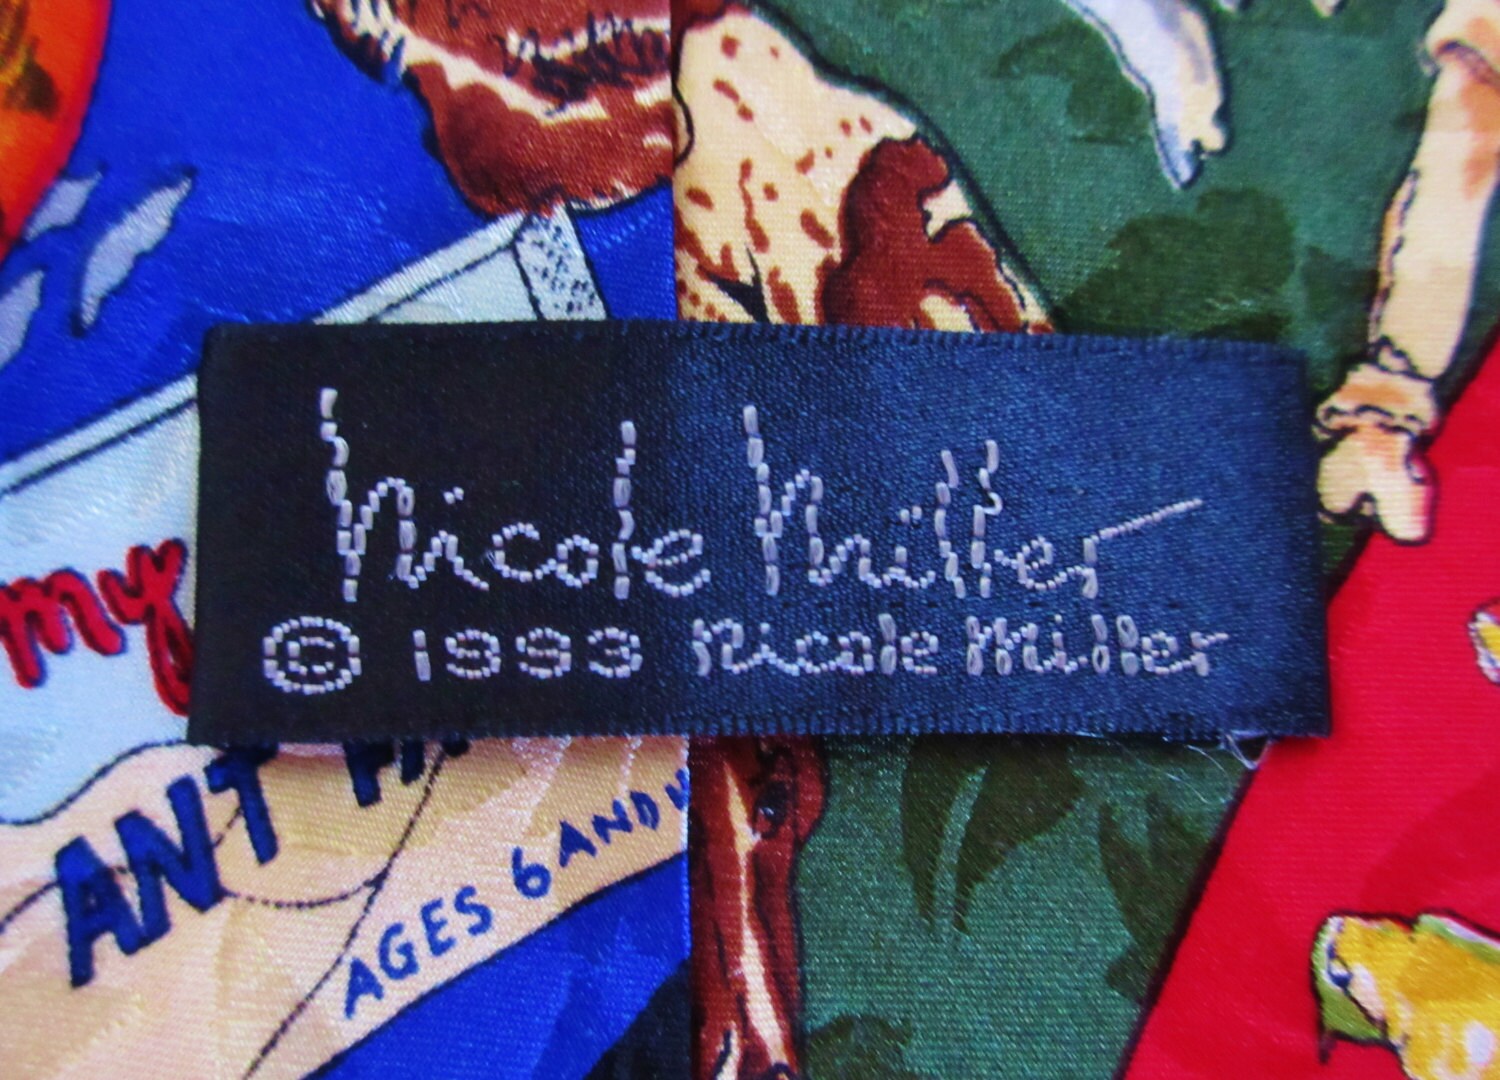 Nicole Miller
© 1993 Nicole Miller
my
ANT
AGES 6 AND